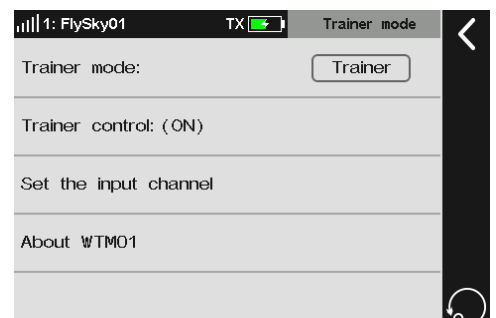 1: FlySky01 TX Trainer mode
Trainer mode: Trainer
Trainer control: (ON)
Set the input channel
About WTM01